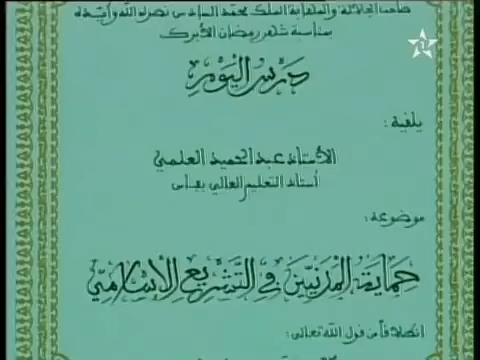 صاحب الجلالة والمهابة الملك محمد السادس نصره الله وأيده
بمناسبة شهر رمضان الأبرك
درس اليوم
يلقيه :
الأستاذ عبد الحميد العلمي
أستاذ التعليم العالي بفاس
موضوعه :
حماية المدنيين في التشريع الإسلامي
انطلاقا من قول الله تعالى :